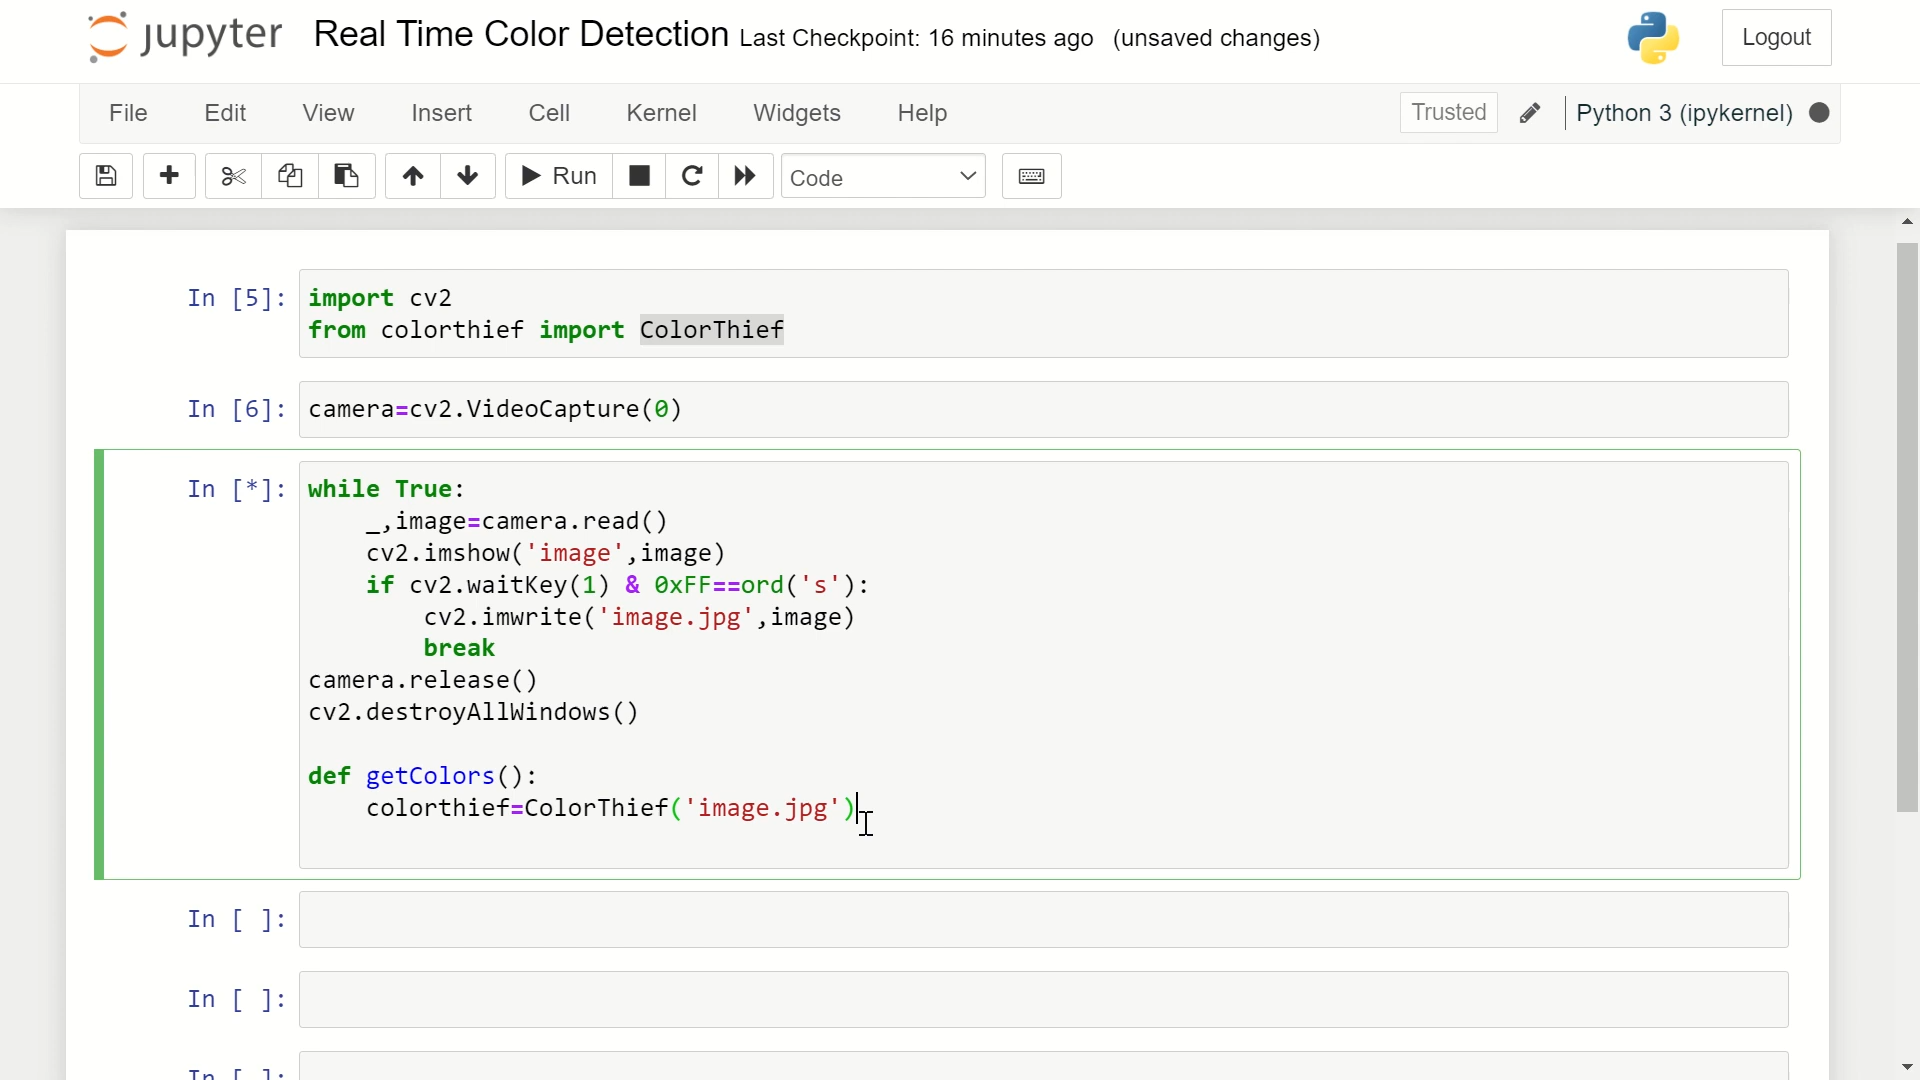 jupyter Real Time Color Detection Last Checkpoint: 16 minutes ago (unsaved changes) Logout
File Edit View Insert Cell Kernel Widgets Help Trusted Python 3 (ipykernel)
Run Code
In [5]: import cv2
from colorthief import ColorThief
In [6]: camera=cv2.VideoCapture(0)
In [*]: while True:
    _,image=camera.read()
    cv2.imshow('image',image)
    if cv2.waitKey(1) & 0xFF==ord('s'):
        cv2.imwrite('image.jpg',image)
        break
camera.release()
cv2.destroyAllWindows()
def getColors():
    colorthief=ColorThief('image.jpg')
In [ ]:
In [ ]:
In [ ]: